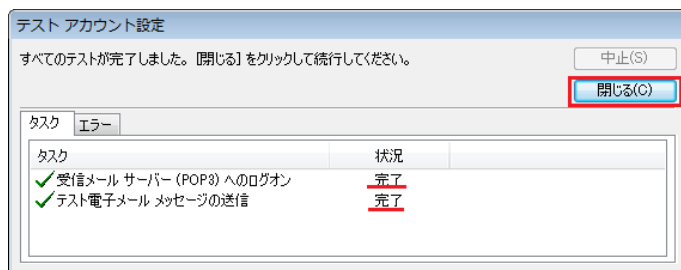 テスト アカウント設定
すべてのテストが完了しました。[閉じる] をクリックして続行してください。
中止(S)
閉じる(C)
タスク エラー
タスク 状況
受信メール サーバー (POP3) へのログオン 完了
テスト電子メール メッセージの送信 完了